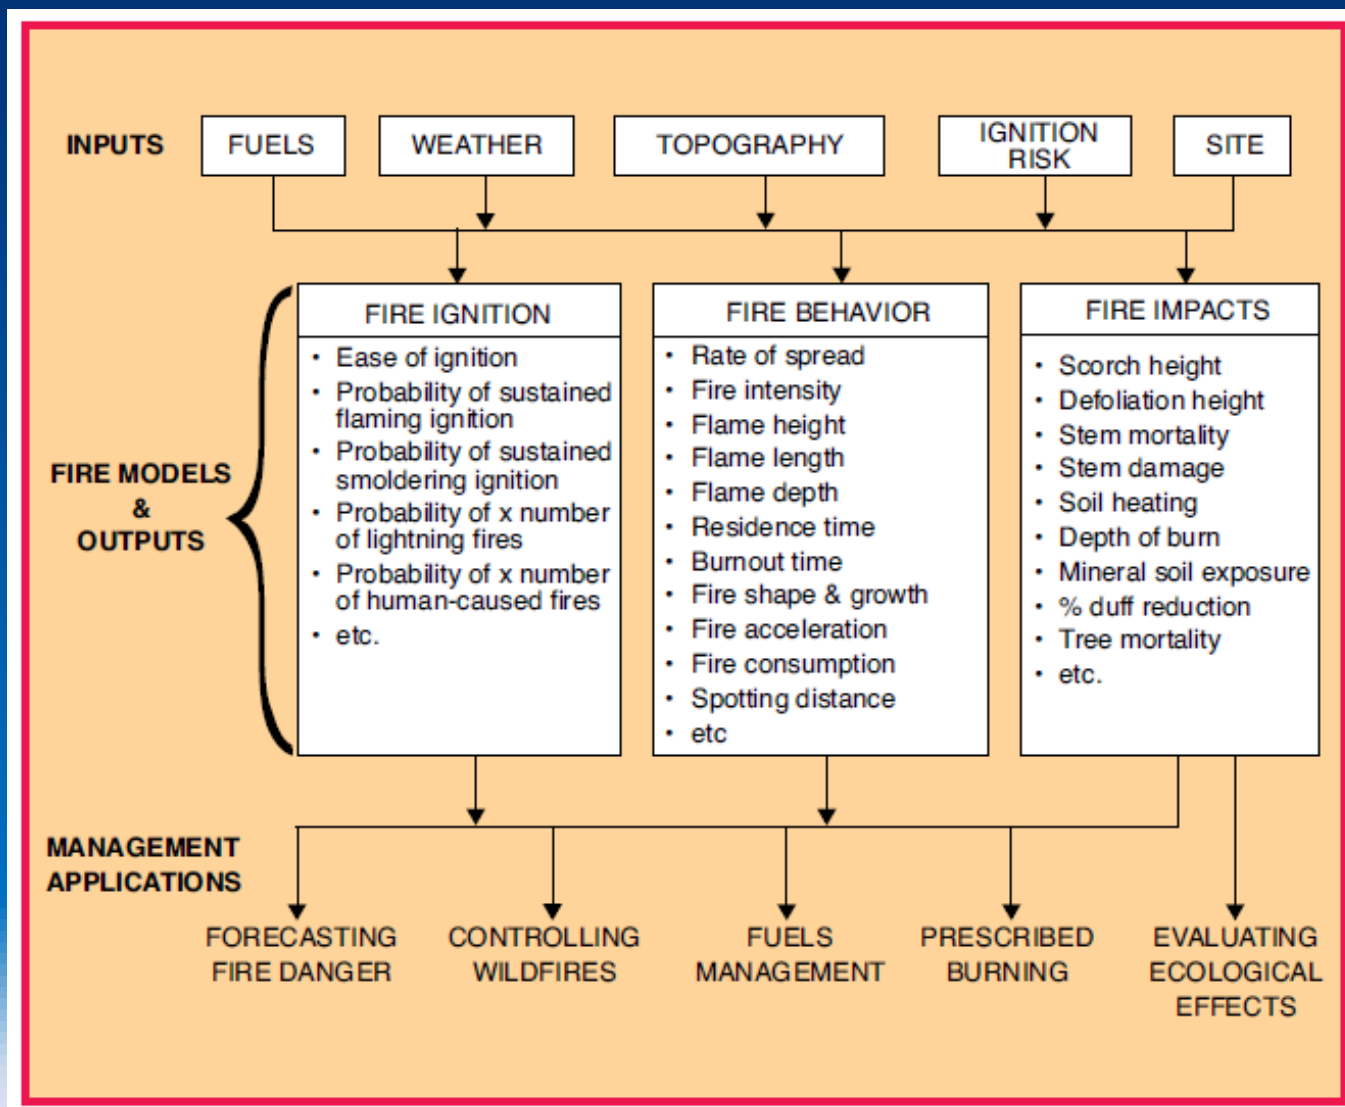 INPUTS
FUELS
WEATHER
TOPOGRAPHY
IGNITION
RISK
SITE
FIRE MODELS
&
OUTPUTS
FIRE IGNITION
• Ease of ignition
• Probability of sustained
flaming ignition
• Probability of sustained
smoldering ignition
• Probability of x number
of lightning fires
• Probability of x number
of human-caused fires
• etc.
FIRE BEHAVIOR
• Rate of spread
• Fire intensity
• Flame height
• Flame length
• Flame depth
• Residence time
• Burnout time
• Fire shape & growth
• Fire acceleration
• Fire consumption
• Spotting distance
• etc
FIRE IMPACTS
• Scorch height
• Defoliation height
• Stem mortality
• Stem damage
• Soil heating
• Depth of burn
• Mineral soil exposure
• % duff reduction
• Tree mortality
• etc.
MANAGEMENT
APPLICATIONS
FORECASTING
FIRE DANGER
CONTROLLING
WILDFIRES
FUELS
MANAGEMENT
PRESCRIBED
BURNING
EVALUATING
ECOLOGICAL
EFFECTS